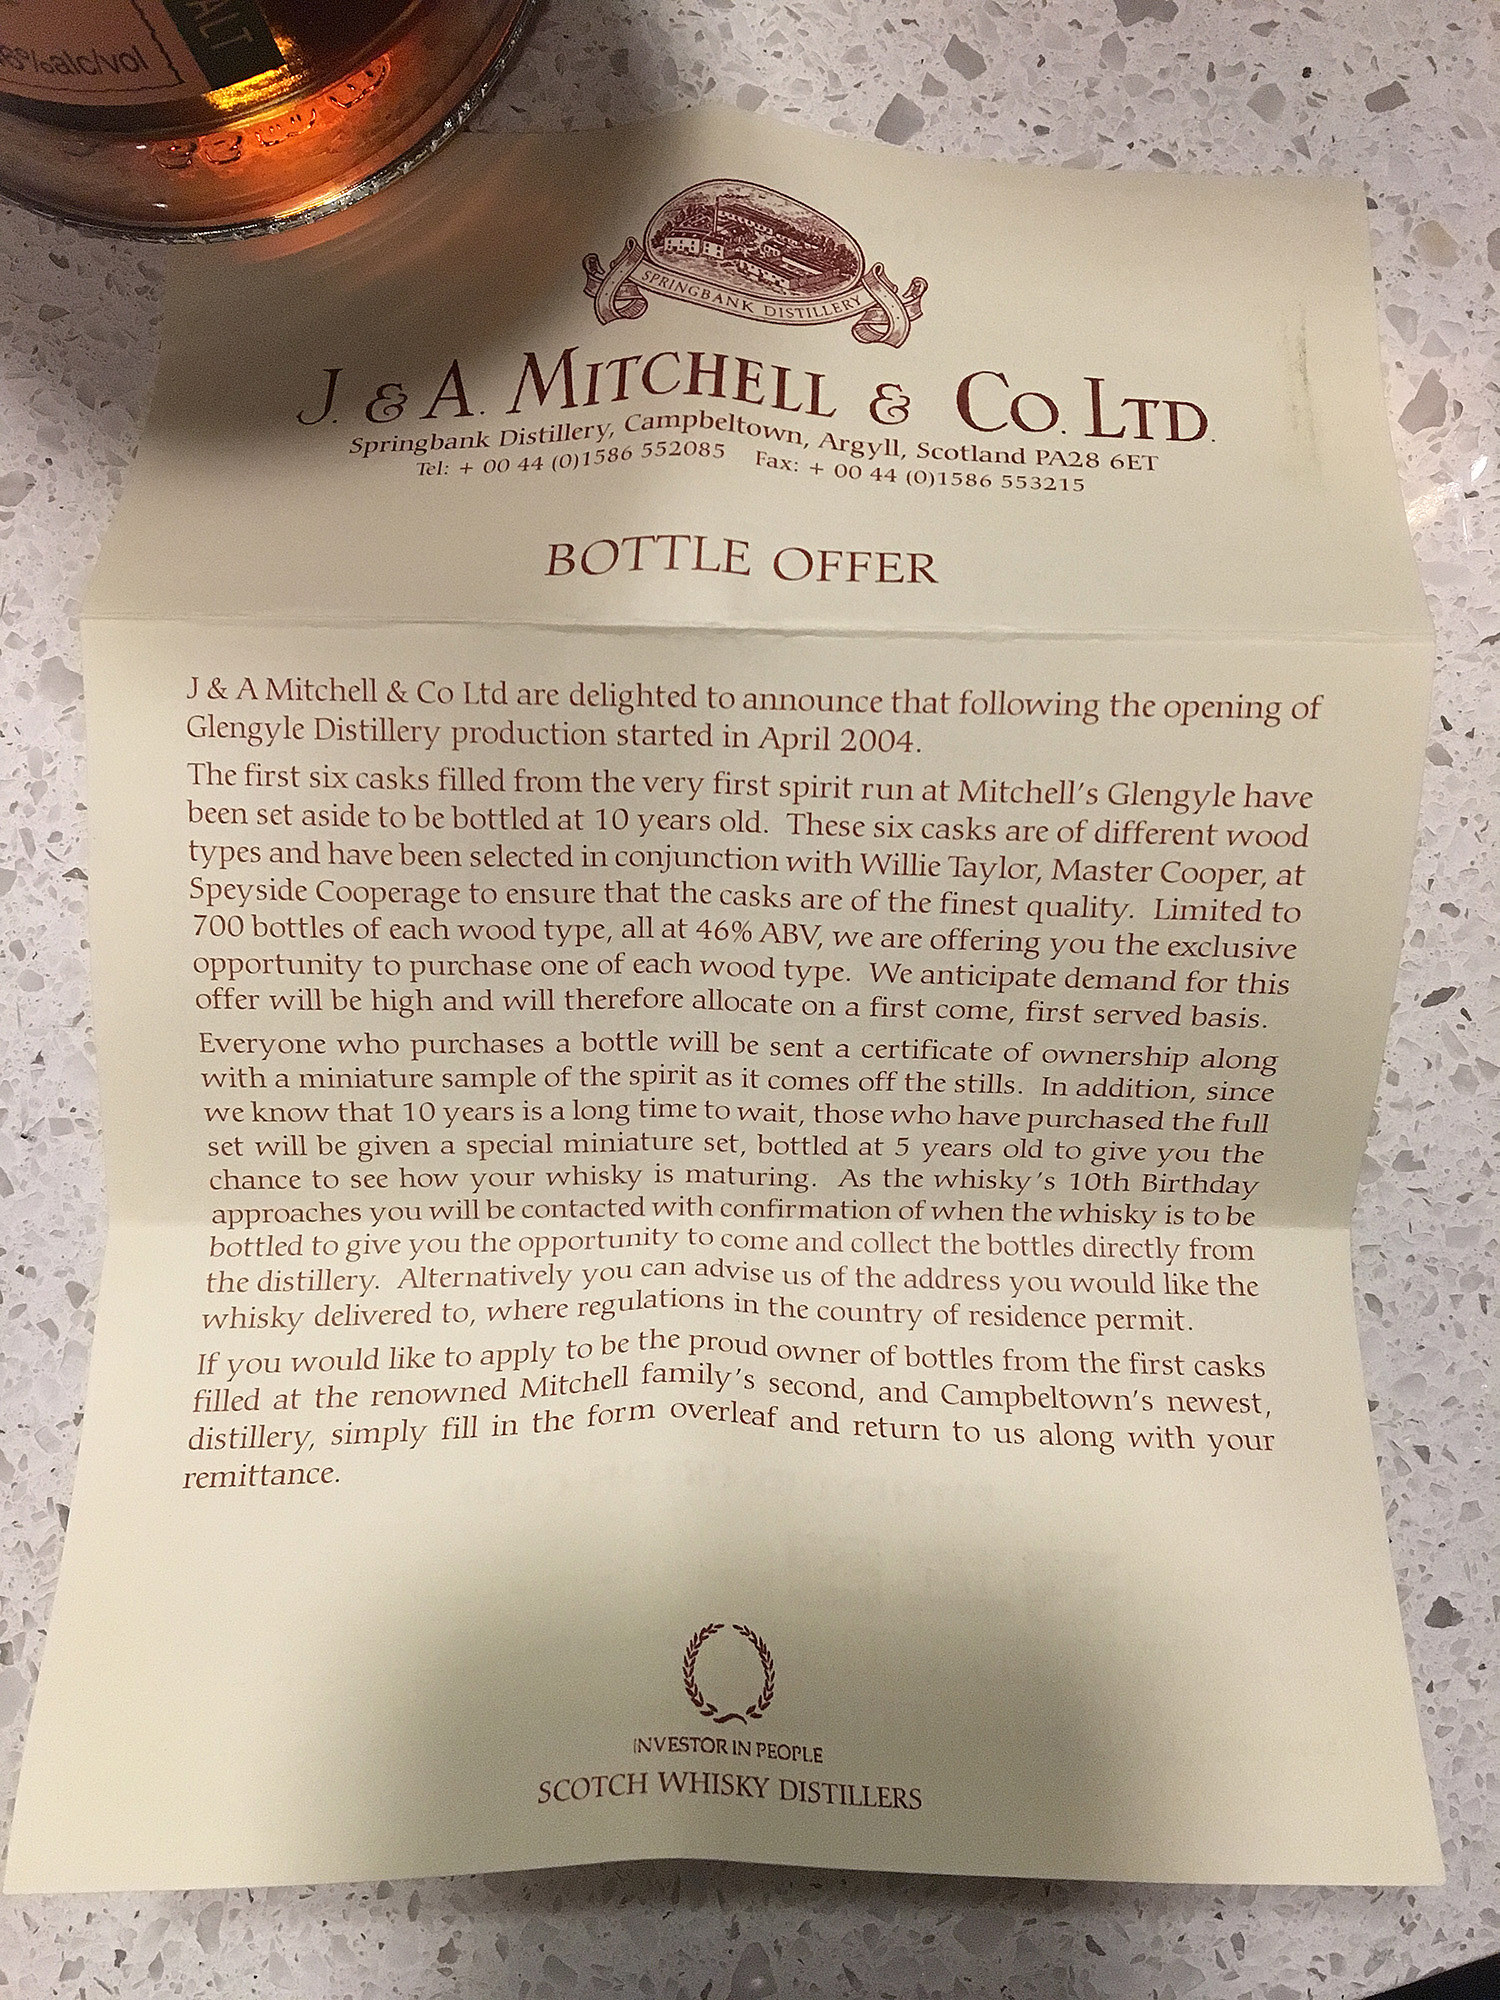 6%alc/vol
ALT
SPRINGBANK DISTILLERY
J. & A. MITCHELL & CO. LTD.
Springbank Distillery, Campbeltown, Argyll, Scotland PA28 6ET
Tel: + 00 44 (0)1586 552085 Fax: + 00 44 (0)1586 553215
BOTTLE OFFER
J & A Mitchell & Co Ltd are delighted to announce that following the opening of
Glengyle Distillery production started in April 2004.
The first six casks filled from the very first spirit run at Mitchell's Glengyle have
been set aside to be bottled at 10 years old. These six casks are of different wood
types and have been selected in conjunction with Willie Taylor, Master Cooper, at
Speyside Cooperage to ensure that the casks are of the finest quality. Limited to
700 bottles of each wood type, all at 46% ABV, we are offering you the exclusive
opportunity to purchase one of each wood type. We anticipate demand for this
offer will be high and will therefore allocate on a first come, first served basis.
Everyone who purchases a bottle will be sent a certificate of ownership along
with a miniature sample of the spirit as it comes off the stills. In addition, since
we know that 10 years is a long time to wait, those who have purchased the full
set will be given a special miniature set, bottled at 5 years old to give you the
chance to see how your whisky is maturing. As the whisky's 10th Birthday
approaches you will be contacted with confirmation of when the whisky is to be
bottled to give you the opportunity to come and collect the bottles directly from
the distillery. Alternatively you can advise us of the address you would like the
whisky delivered to, where regulations in the country of residence permit.
If you would like to apply to be the proud owner of bottles from the first casks
filled at the renowned Mitchell family's second, and Campbeltown's newest,
distillery, simply fill in the form overleaf and return to us along with your
remittance.
INVESTOR IN PEOPLE
SCOTCH WHISKY DISTILLERS